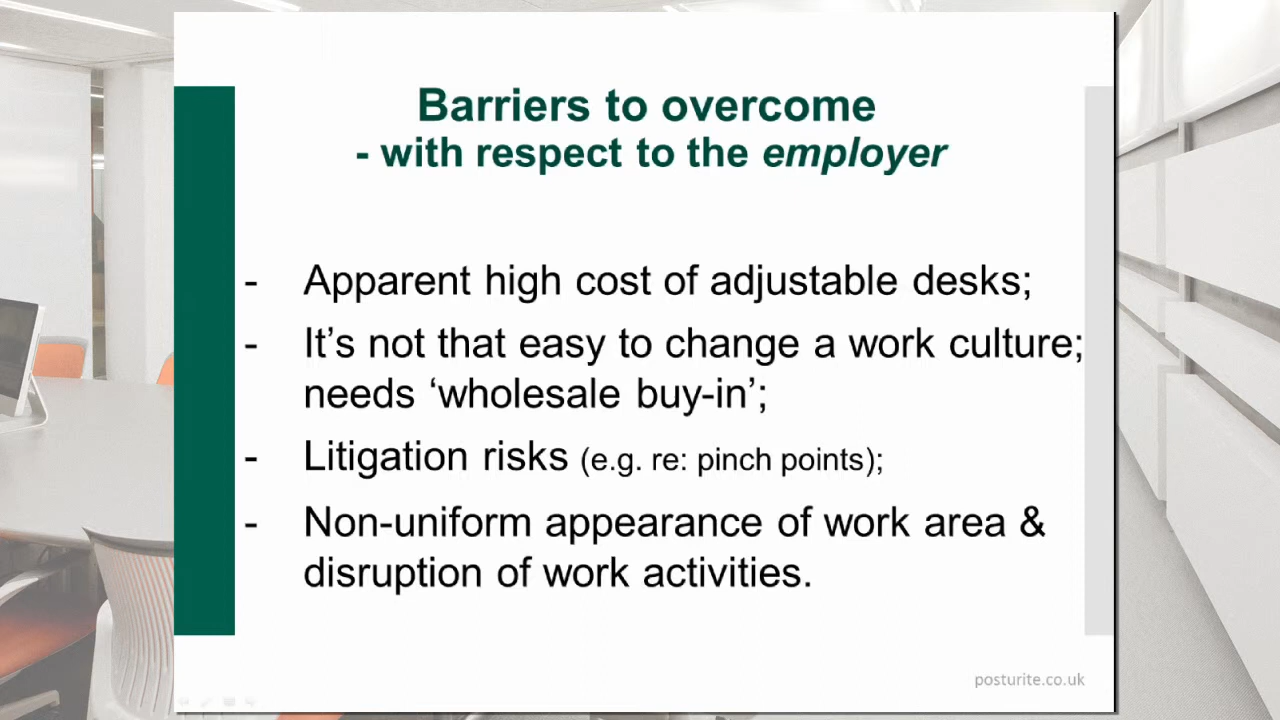 Barriers to overcome
- with respect to the employer
- Apparent high cost of adjustable desks;
- It’s not that easy to change a work culture;
needs ‘wholesale buy-in’;
- Litigation risks (e.g. re: pinch points);
- Non-uniform appearance of work area &
disruption of work activities.
posturite.co.uk